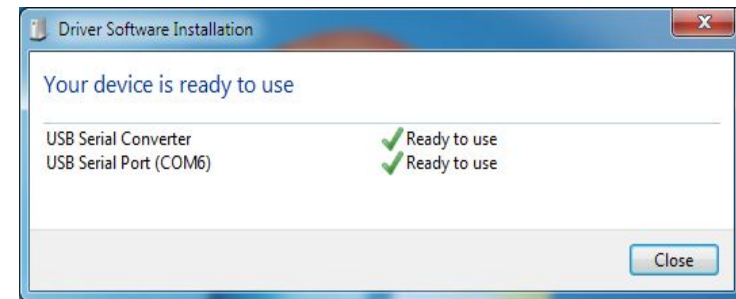 Driver Software Installation
Your device is ready to use
USB Serial Converter Ready to use
USB Serial Port (COM6) Ready to use
Close